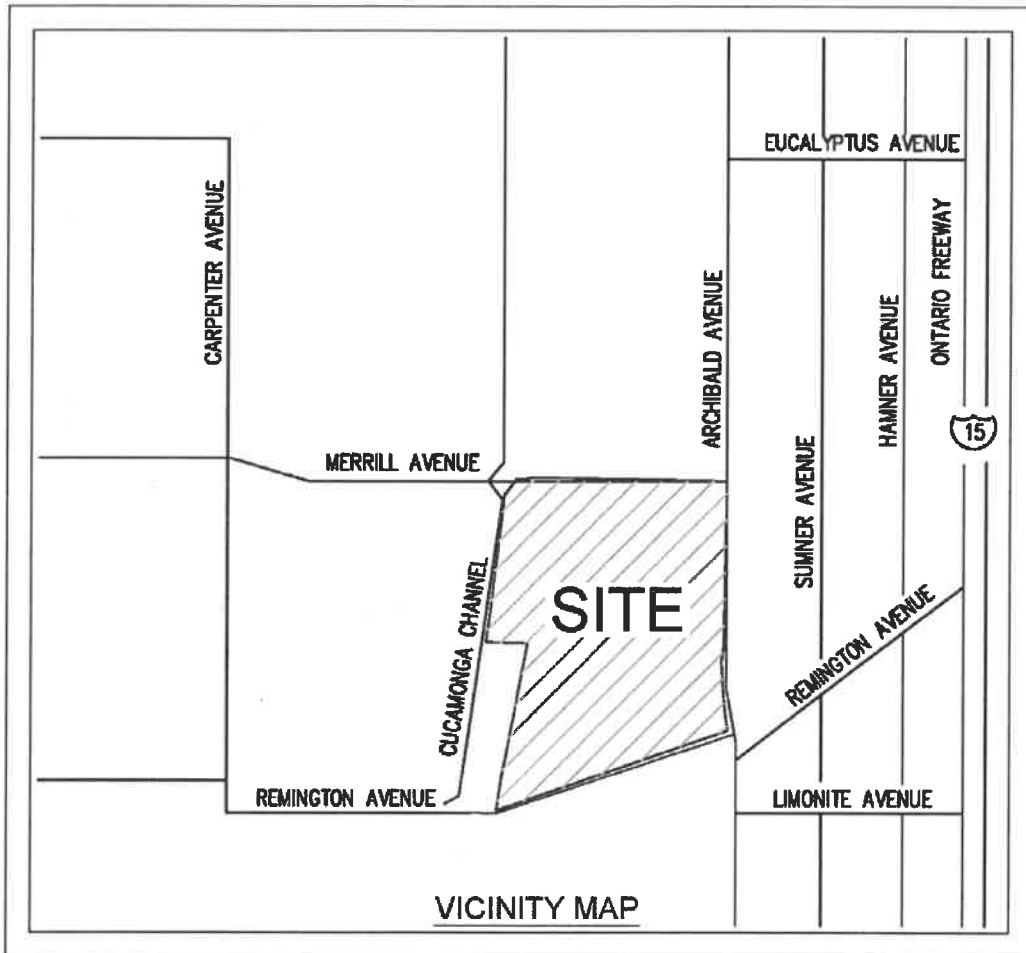 EUCALYPTUS AVENUE
CARPENTER AVENUE
ONTARIO FREEWAY
ARCHIBALD AVENUE
HAMNER AVENUE
15
MERRILL AVENUE
SUMNER AVENUE
CUCAMONGA CHANNEL
SITE
REMINGTON AVENUE
REMINGTON AVENUE
LIMONITE AVENUE
VICINITY MAP